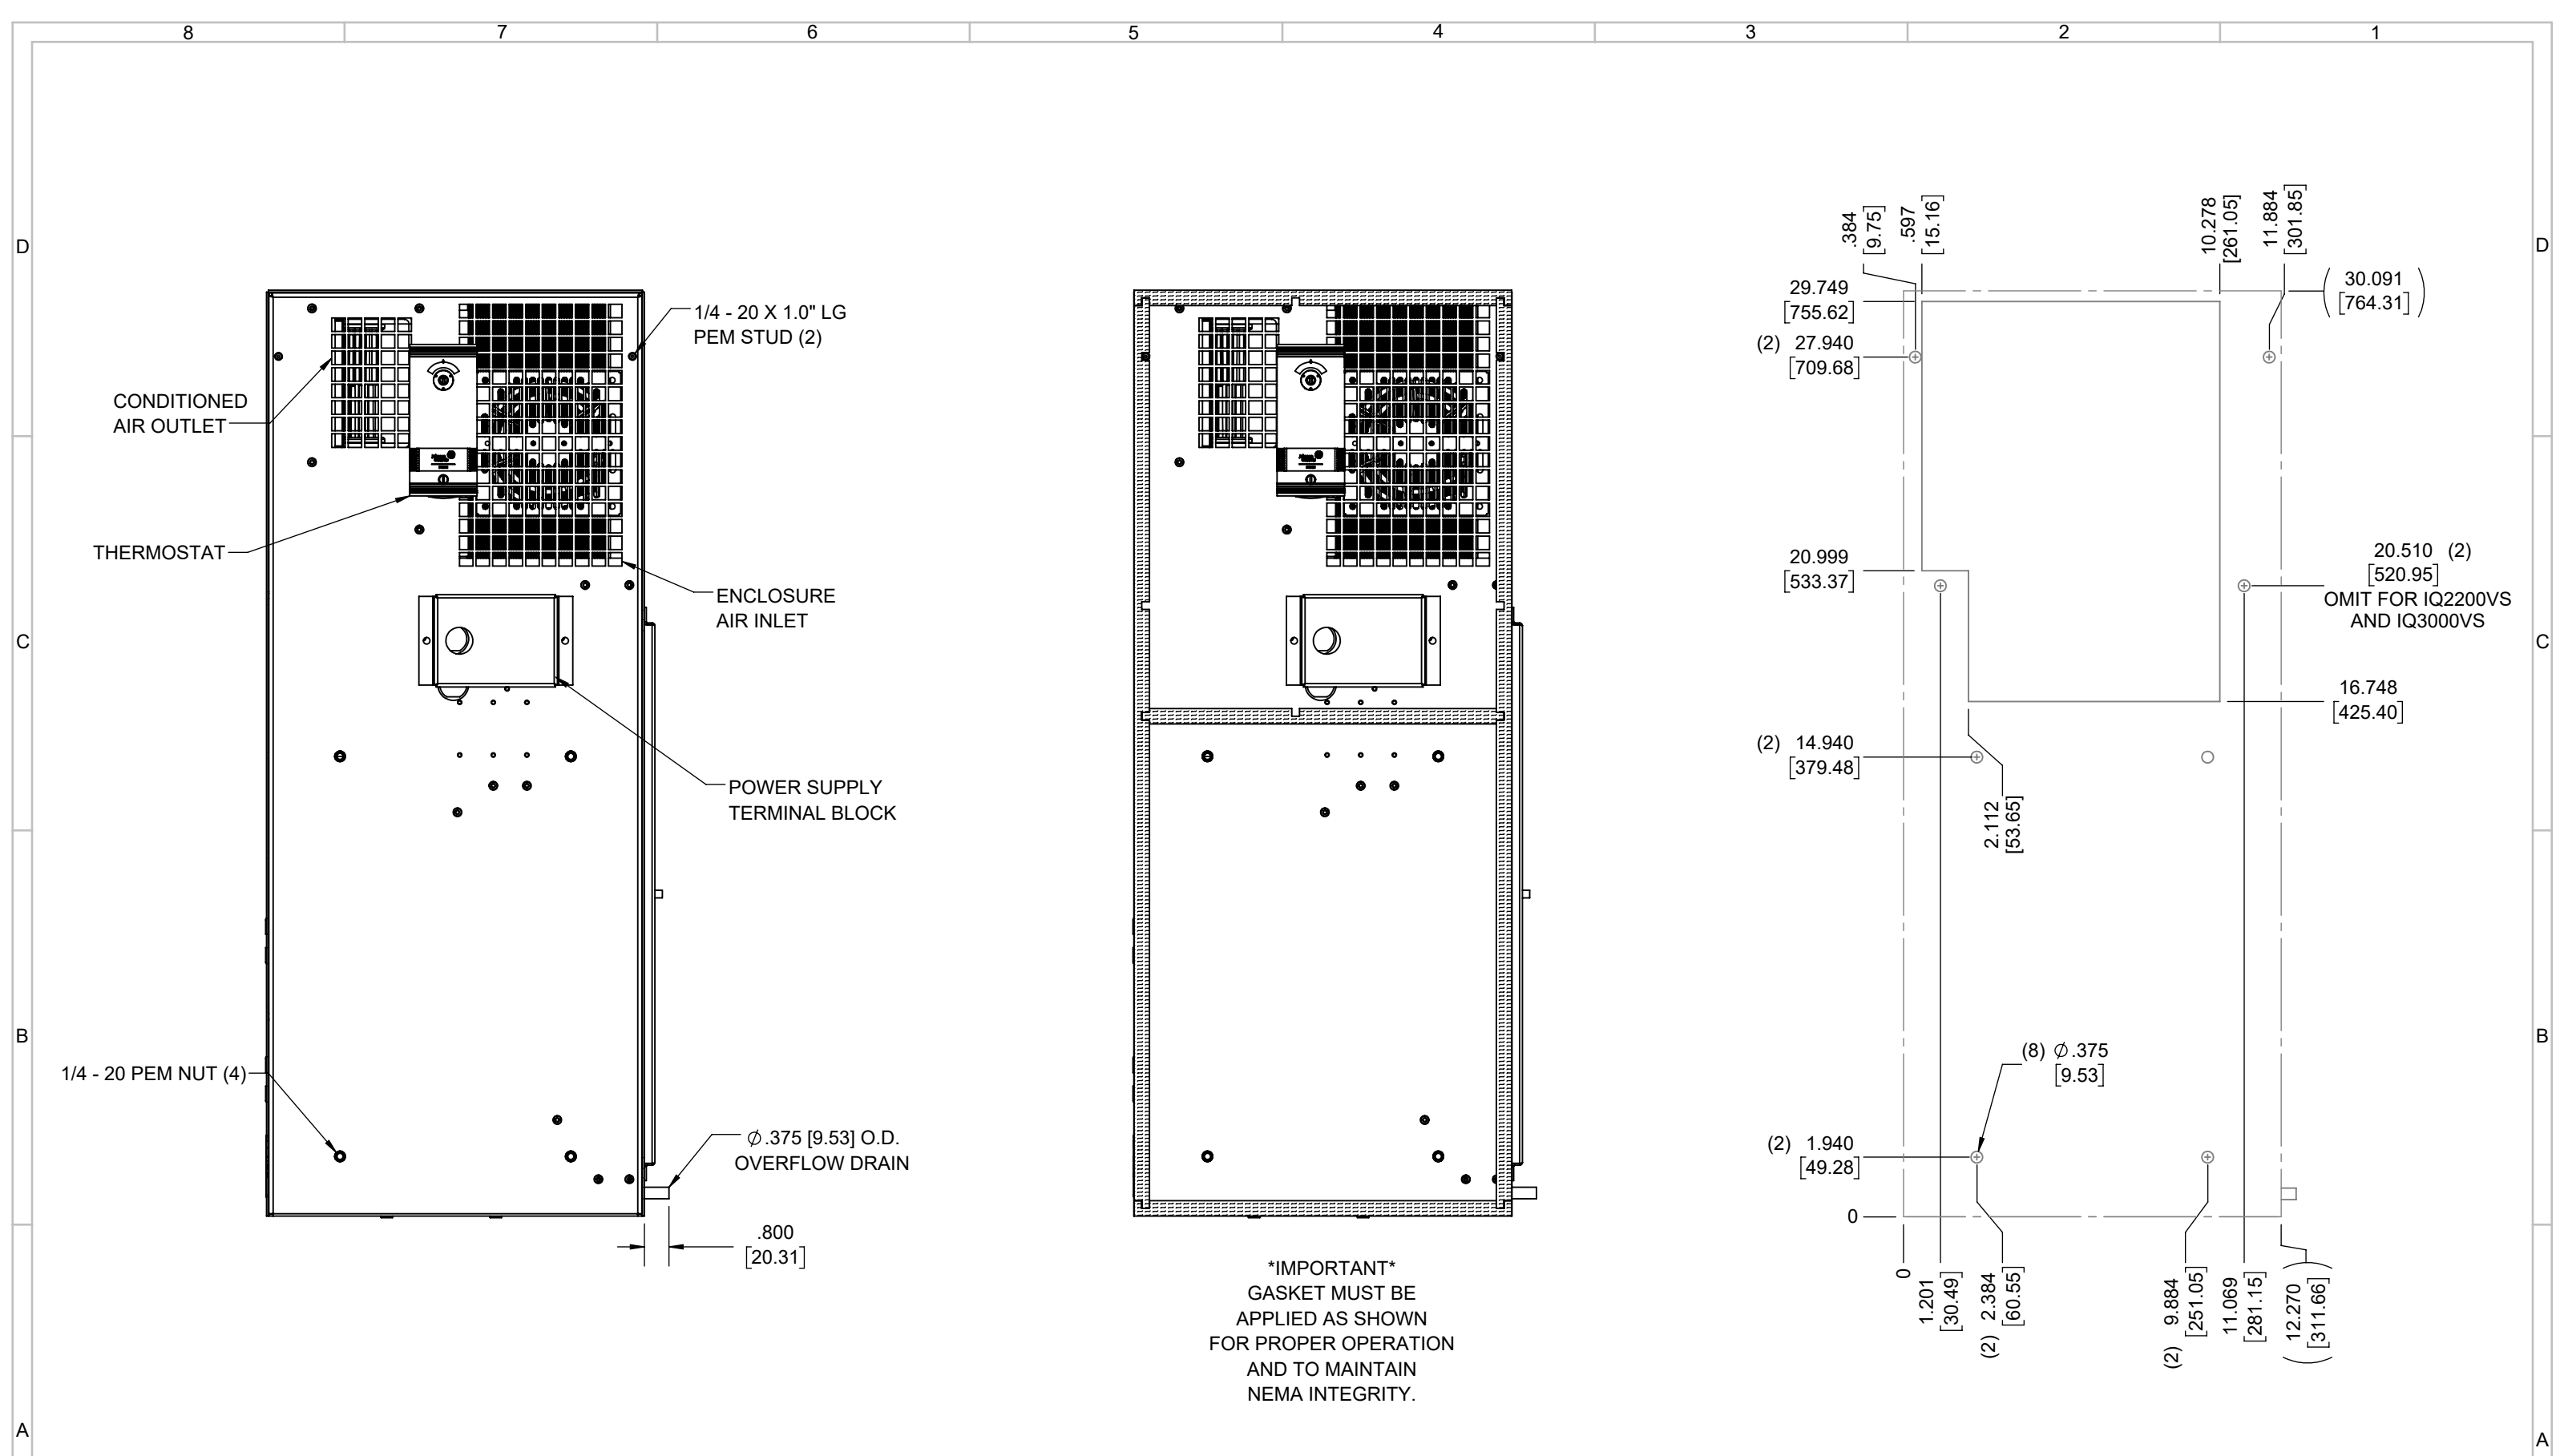 8 7 6 5 4 3 2 1
D
C
B
A
CONDITIONED
AIR OUTLET
THERMOSTAT
1/4 - 20 PEM NUT (4)
1/4 - 20 X 1.0" LG
PEM STUD (2)
ENCLOSURE
AIR INLET
POWER SUPPLY
TERMINAL BLOCK
⌀.375 [9.53] O.D.
OVERFLOW DRAIN
.800
[20.31]
*IMPORTANT*
GASKET MUST BE
APPLIED AS SHOWN
FOR PROPER OPERATION
AND TO MAINTAIN
NEMA INTEGRITY.
.384
[9.75]
.597
[15.16]
10.278
[261.05]
11.884
[301.85]
(30.091
[764.31])
29.749
[755.62]
(2) 27.940
[709.68]
20.999
[533.37]
20.510 (2)
[520.95]
OMIT FOR IQ2200VS
AND IQ3000VS
16.748
[425.40]
(2) 14.940
[379.48]
2.112
[53.65]
(8) ⌀.375
[9.53]
(2) 1.940
[49.28]
0
0
1.201
[30.49]
(2) 2.384
[60.55]
(2) 9.884
[251.05]
11.069
[281.15]
(12.270
[311.66])
D
C
B
A